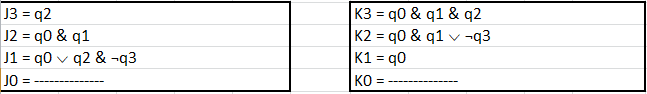 J3 = q2
J2 = q0 & q1
J1 = q0 ∨ q2 & ¬q3
J0 = --------------
K3 = q0 & q1 & q2
K2 = q0 & q1 ∨ ¬q3
K1 = q0
K0 = --------------